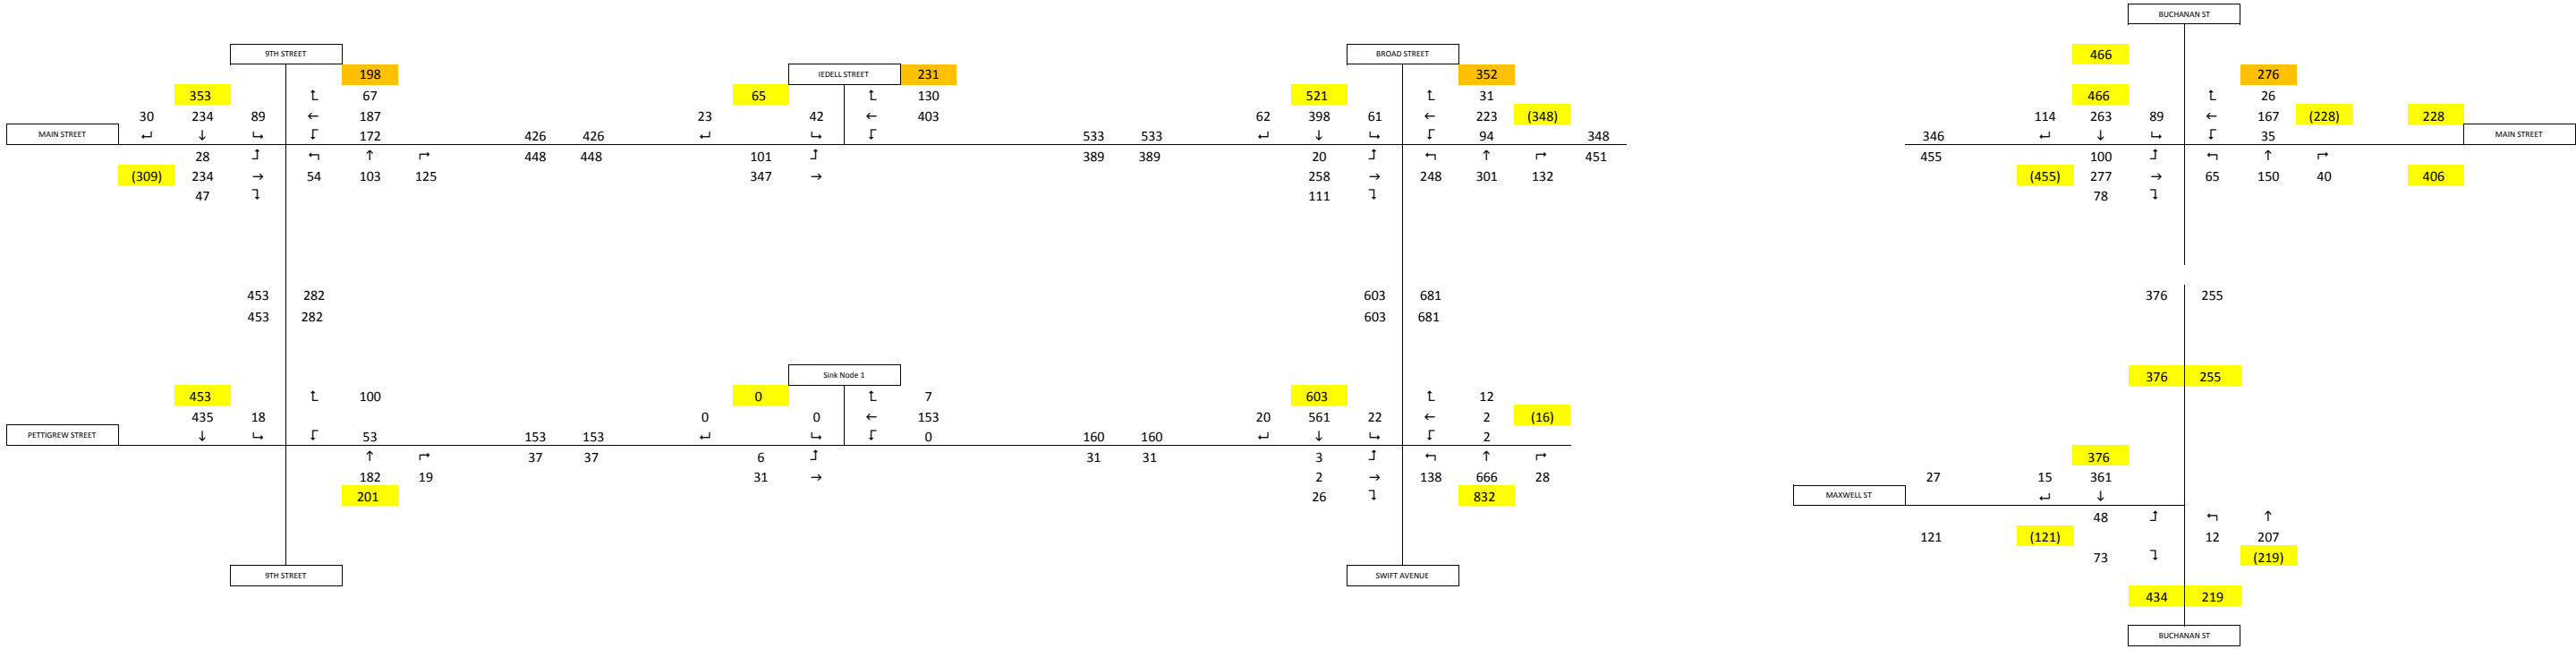 BUCHANAN ST
9TH STREET BROAD STREET 466
198 IEDELL STREET 231 352 276
353 ↰ 67 65 ↰ 130 521 ↰ 31 466 ↰ 26
30 234 89 ← 187 23 42 ← 403 62 398 61 ← 223 (348) 114 263 89 ← 167 (228) 228
MAIN STREET ↵ ↓ ↳ ↲ 172 426 426 ↵ ↳ ↲ 533 533 ↵ ↓ ↳ ↲ 94 348 346 ↵ ↓ ↳ ↲ 35 MAIN STREET
28 ↱ ↰ ↑ ↱ 448 448 101 ↱ 389 389 20 ↱ ↰ ↑ ↱ 451 455 100 ↱ ↰ ↑ ↱
(309) 234 → 54 103 125 347 → 258 → 248 301 132 (455) 277 → 65 150 40 406
47 ↴ 111 ↴ 78 ↴
453 282 603 681 376 255
453 282 603 681
Sink Node 1 376 255
453 ↰ 100 0 ↰ 7 603 ↰ 12
435 18 0 0 ← 153 20 561 22 ← 2 (16)
PETTIGREW STREET ↓ ↳ ↲ 53 153 153 ↵ ↳ ↲ 0 160 160 ↵ ↓ ↳ ↲ 2
↑ ↱ 37 37 6 ↱ 31 31 3 ↱ ↰ ↑ ↱ 376
182 19 31 → 2 → 138 666 28 27 15 361
201 26 ↴ 832 MAXWELL ST ↵ ↓
48 ↱ ↰ ↑
121 (121) 12 207
73 ↴ (219)
9TH STREET SWIFT AVENUE
434 219
BUCHANAN ST